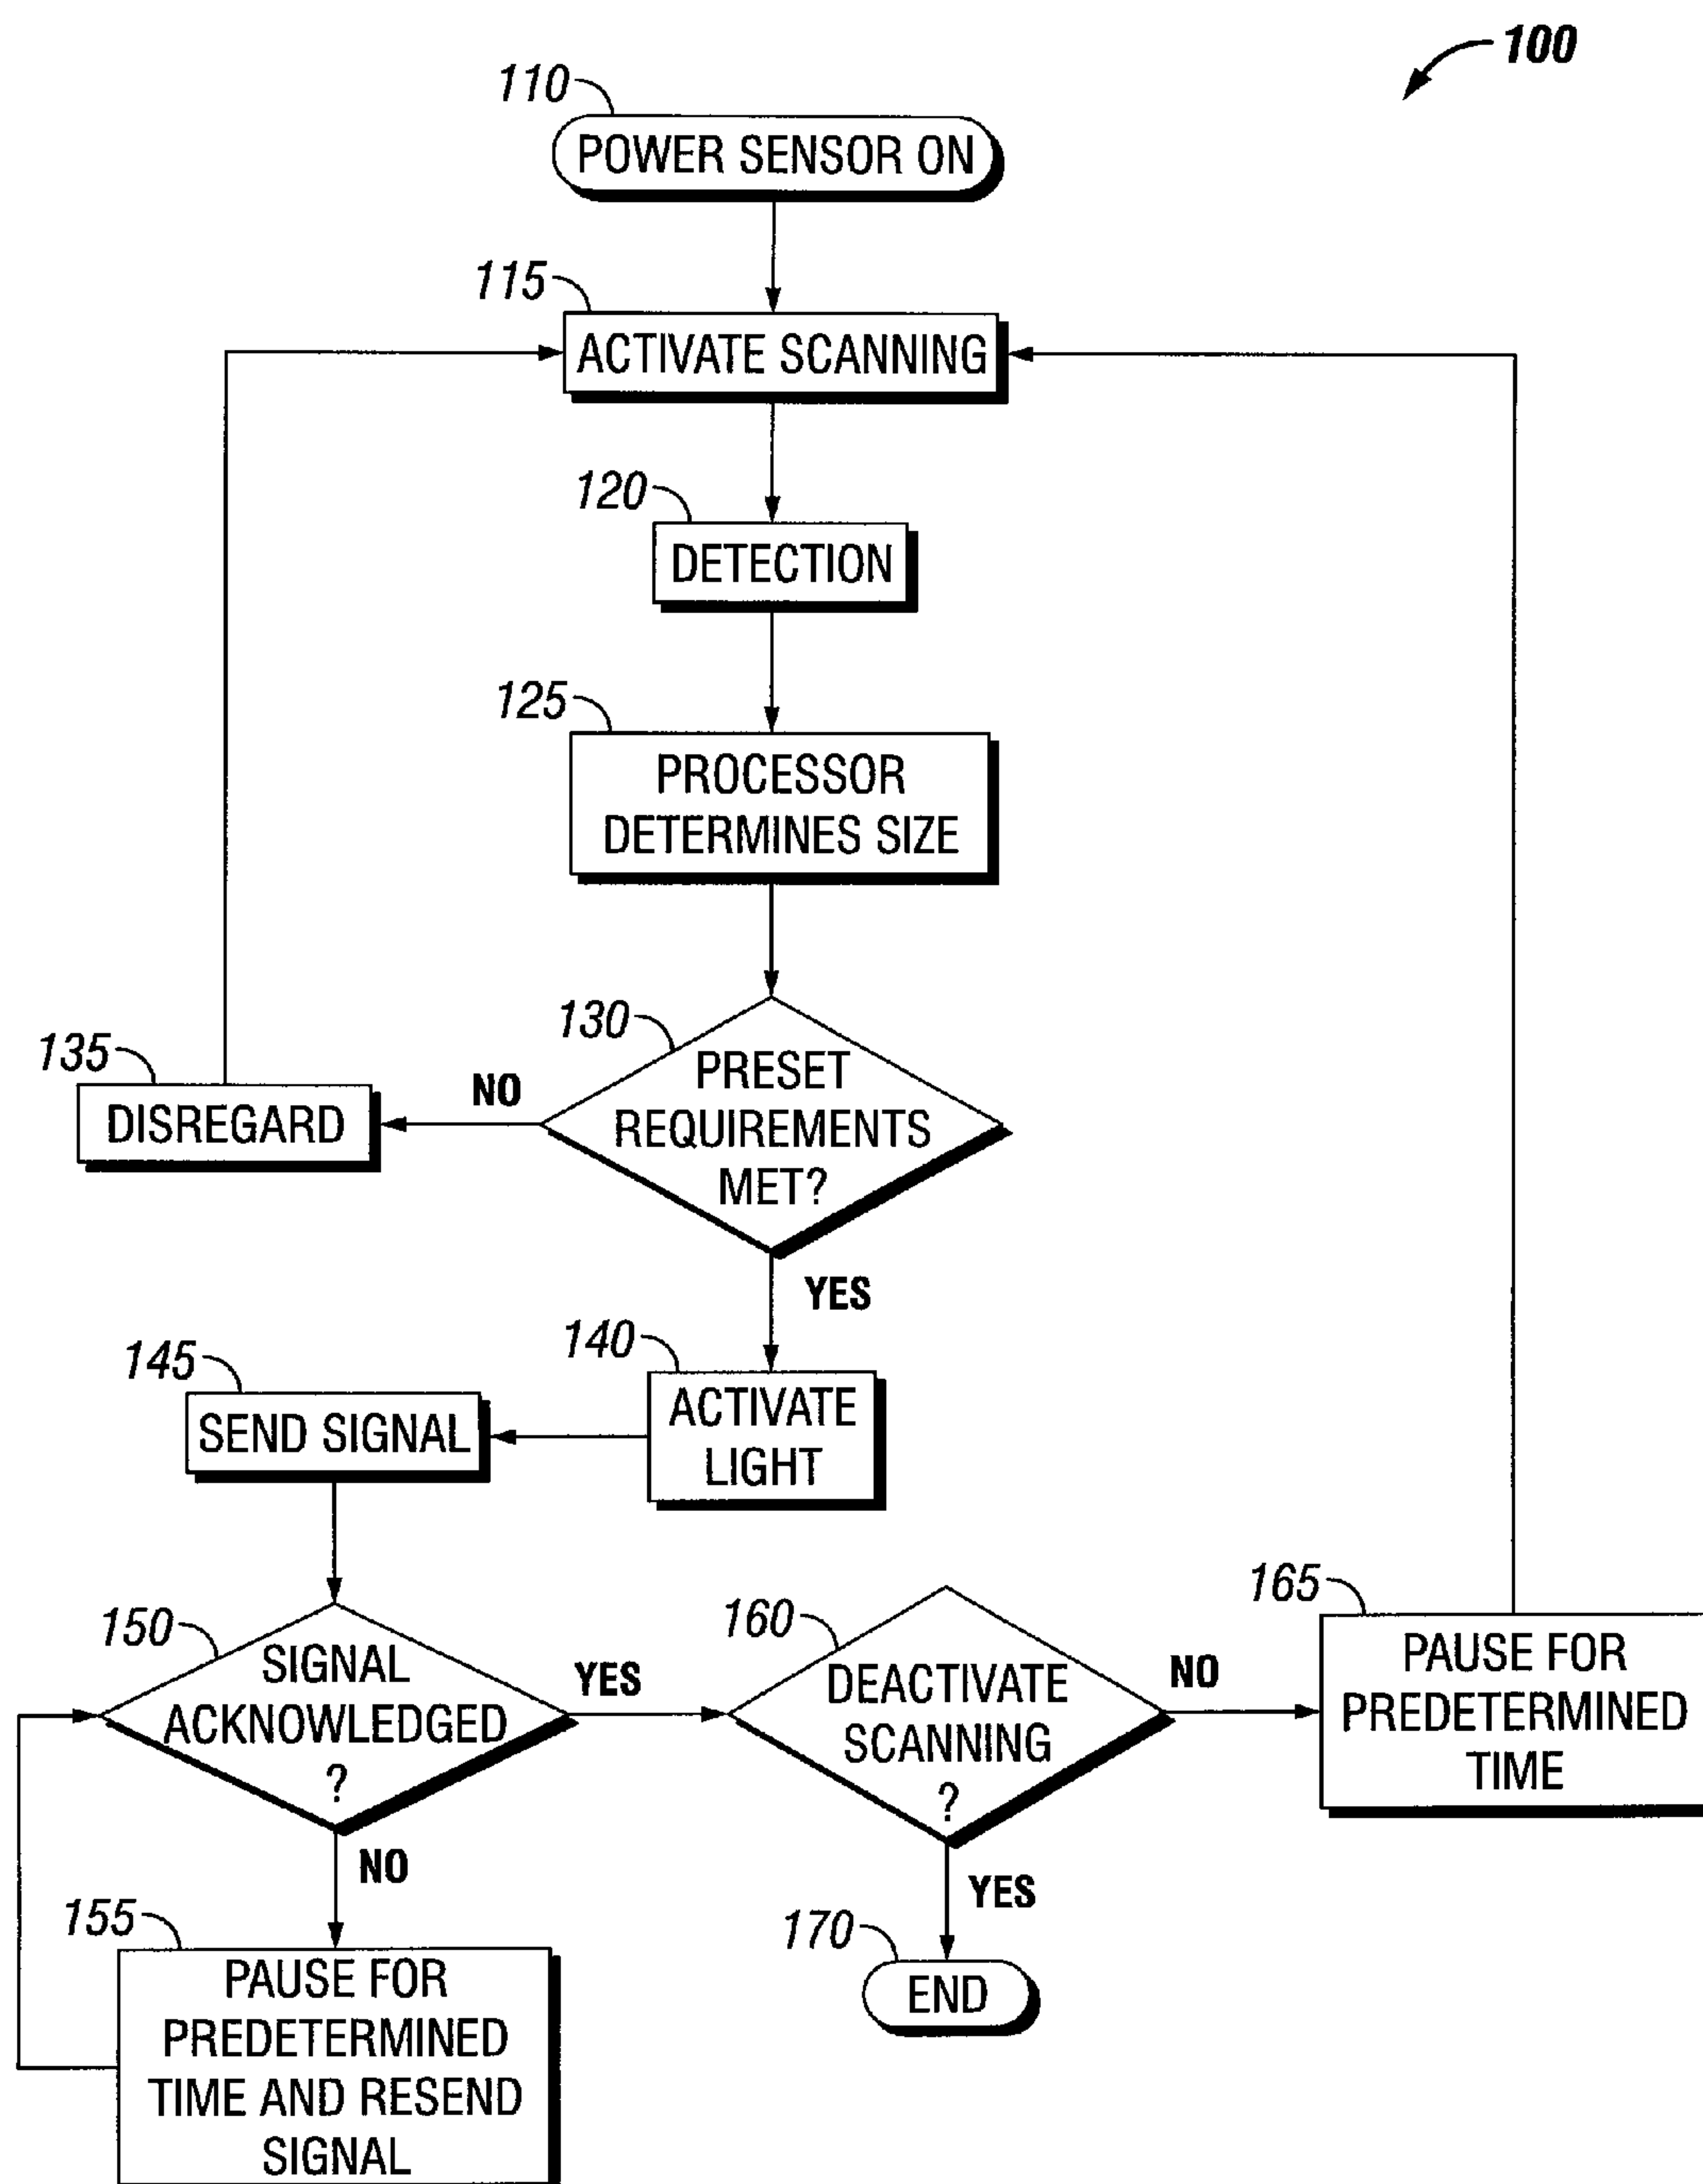 100
110
POWER SENSOR ON
115
ACTIVATE SCANNING
120
DETECTION
125
PROCESSOR
DETERMINES SIZE
130
PRESET
REQUIREMENTS
MET?
NO
135
DISREGARD
YES
140
ACTIVATE
LIGHT
145
SEND SIGNAL
150
SIGNAL
ACKNOWLEDGED
?
YES
160
DEACTIVATE
SCANNING
?
NO
165
PAUSE FOR
PREDETERMINED
TIME
NO
155
PAUSE FOR
PREDETERMINED
TIME AND RESEND
SIGNAL
YES
170
END